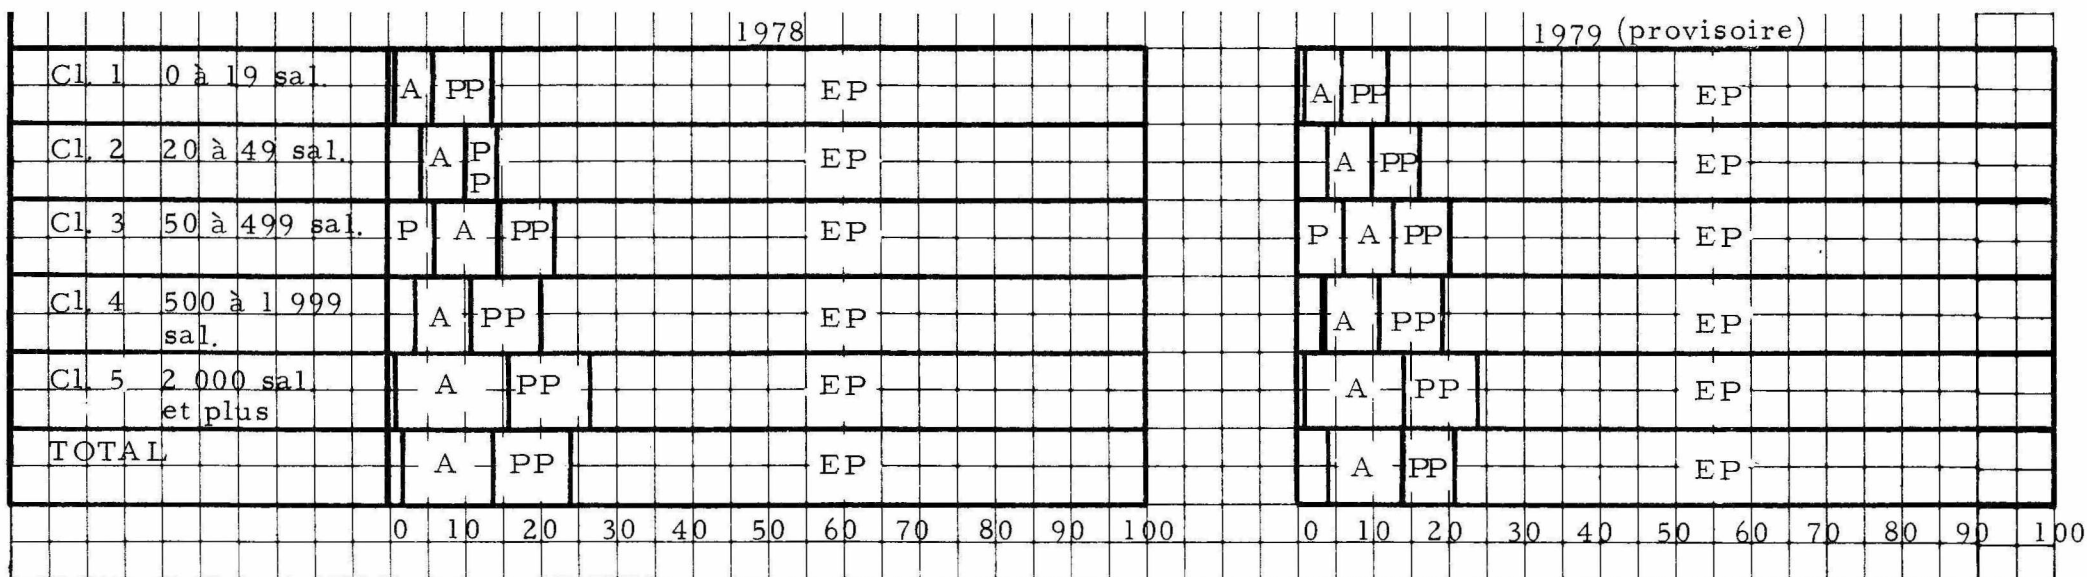 1978 1979 (provisoire)
Cl. 1 0 à 19 sal. A PP EP A PP EP
Cl. 2 20 à 49 sal. A P EP A PP EP
P
Cl. 3 50 à 499 sal. P A PP EP P A PP EP
Cl. 4 500 à 1 999 A PP EP A PP EP
sal.
Cl. 5 2 000 sal. A PP EP A PP EP
et plus
TOTAL A PP EP A PP EP
0 10 20 30 40 50 60 70 80 90 100 0 10 20 30 40 50 60 70 80 90 100